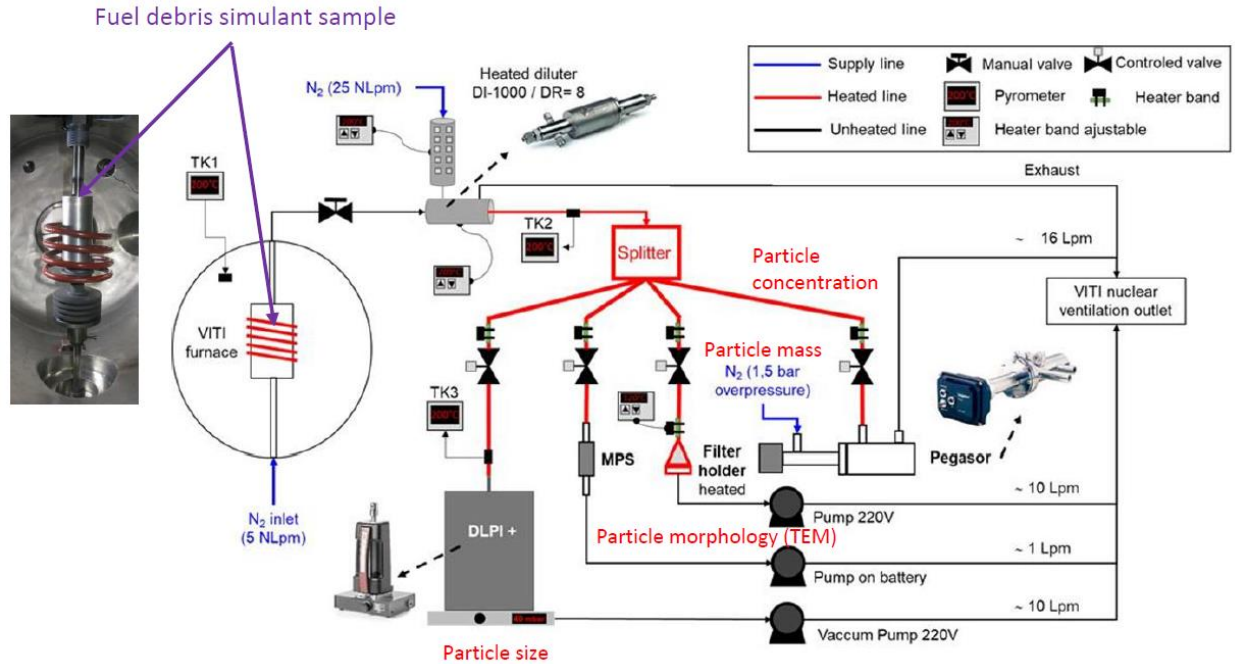 Fuel debris simulant sample
N₂ (25 NLpm)
Heated diluter
DI-1000 / DR= 8
Supply line
Heated line
Unheated line
Manual valve
Controled valve
200°C
Pyrometer
Heater band
Heater band ajustable
Exhaust
TK1
200°C
TK2
200°C
Splitter
Particle
concentration
~ 16 Lpm
VITI nuclear
ventilation outlet
VITI
furnace
Particle mass
N₂ (1,5 bar
overpressure)
TK3
200°C
MPS
Filter
holder
heated
Pegasor
N₂ inlet
(5 NLpm)
DLPI +
~ 10 Lpm
Pump 220V
Particle morphology (TEM)
~ 1 Lpm
Pump on battery
~ 10 Lpm
Vaccum Pump 220V
Particle size